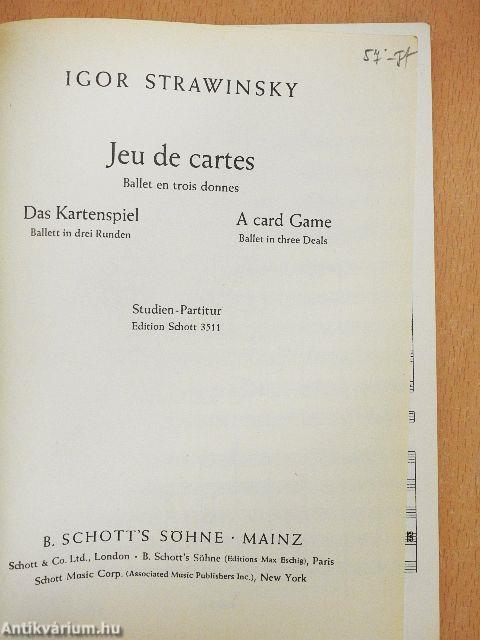 IGOR STRAWINSKY
Jeu de cartes
Ballet en trois donnes
Das Kartenspiel
Ballett in drei Runden
A card Game
Ballet in three Deals
Studien-Partitur
Edition Schott 3511
B. SCHOTT'S SÖHNE · MAINZ
Schott & Co. Ltd., London · B. Schott's Söhne (Editions Max Eschig), Paris
Schott Music Corp. (Associated Music Publishers Inc.), New York
Antikvárium.hu